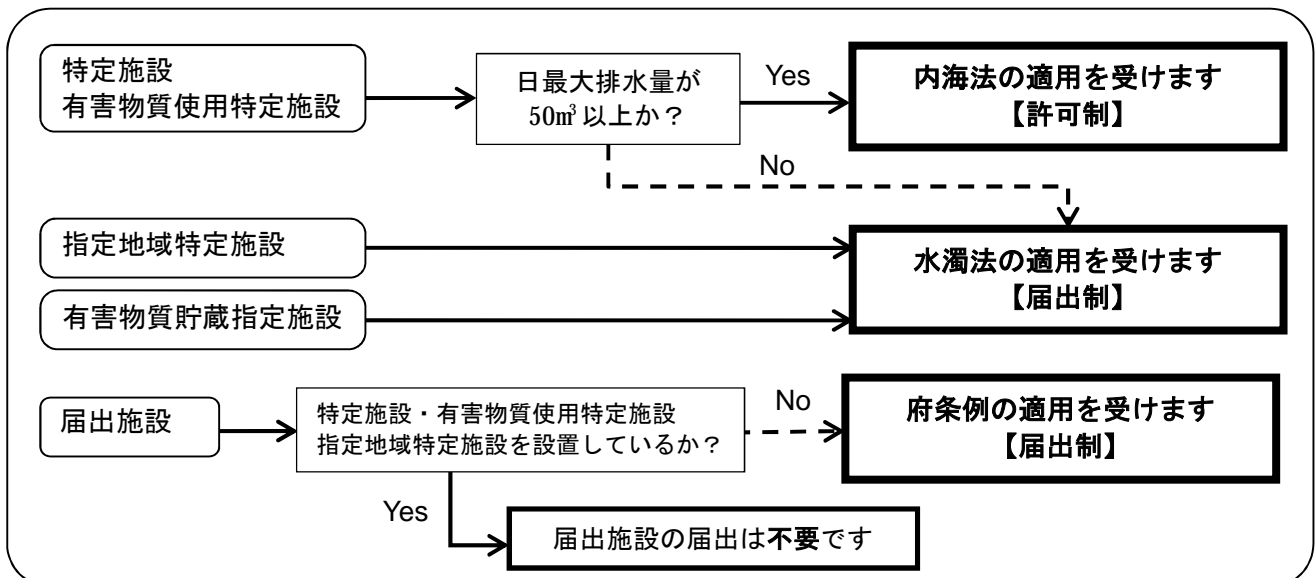 特定施設
有害物質使用特定施設
日最大排水量が
50㎥以上か？
Yes
内海法の適用を受けます
【許可制】
No
指定地域特定施設
有害物質貯蔵指定施設
水濁法の適用を受けます
【届出制】
届出施設
特定施設・有害物質使用特定施設
指定地域特定施設を設置しているか？
No
府条例の適用を受けます
【届出制】
Yes
届出施設の届出は不要です